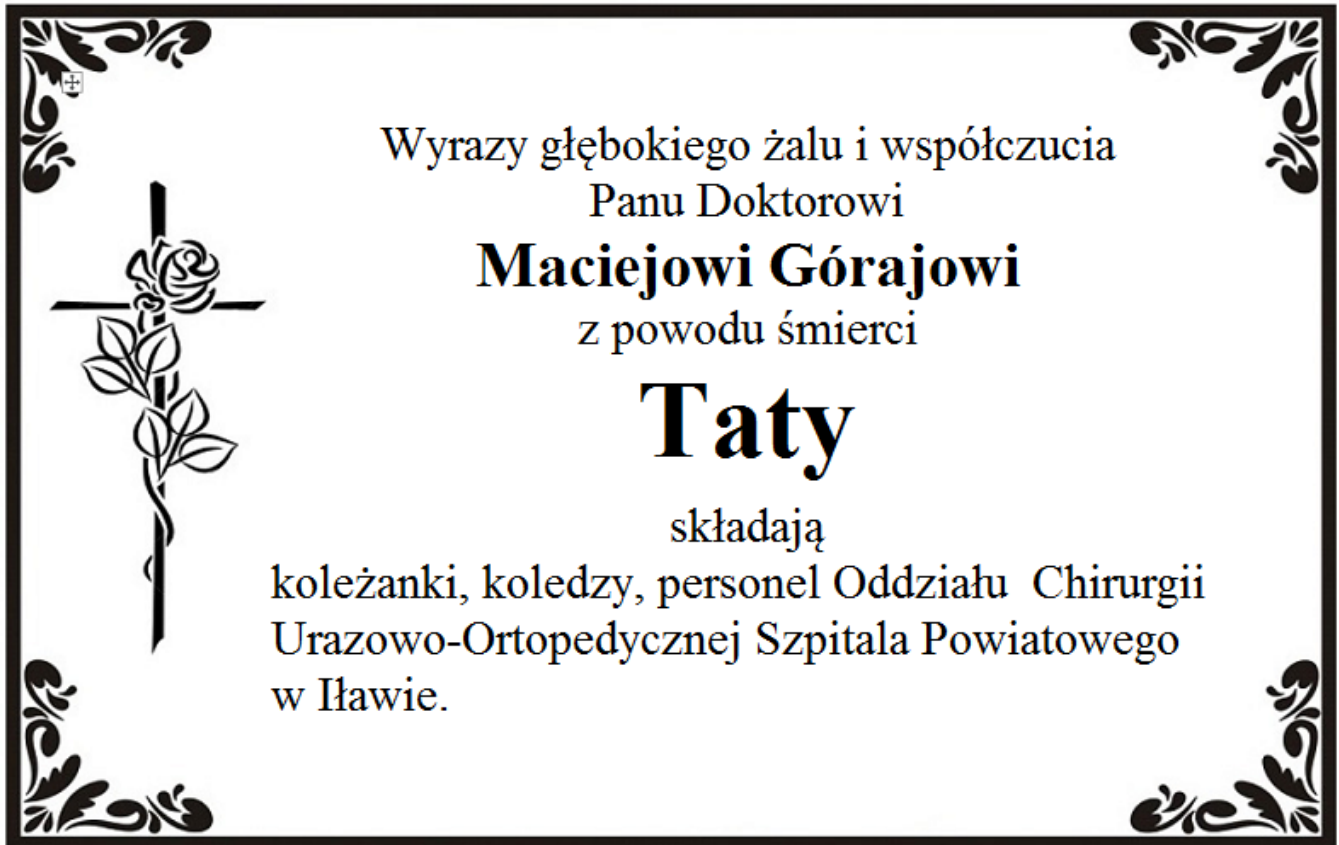 Wyrazy głębokiego żalu i współczucia
Panu Doktorowi
Maciejowi Górajowi
z powodu śmierci
Taty
składają
koleżanki, koledzy, personel Oddziału  Chirurgii
Urazowo-Ortopedycznej Szpitala Powiatowego
w Iławie.